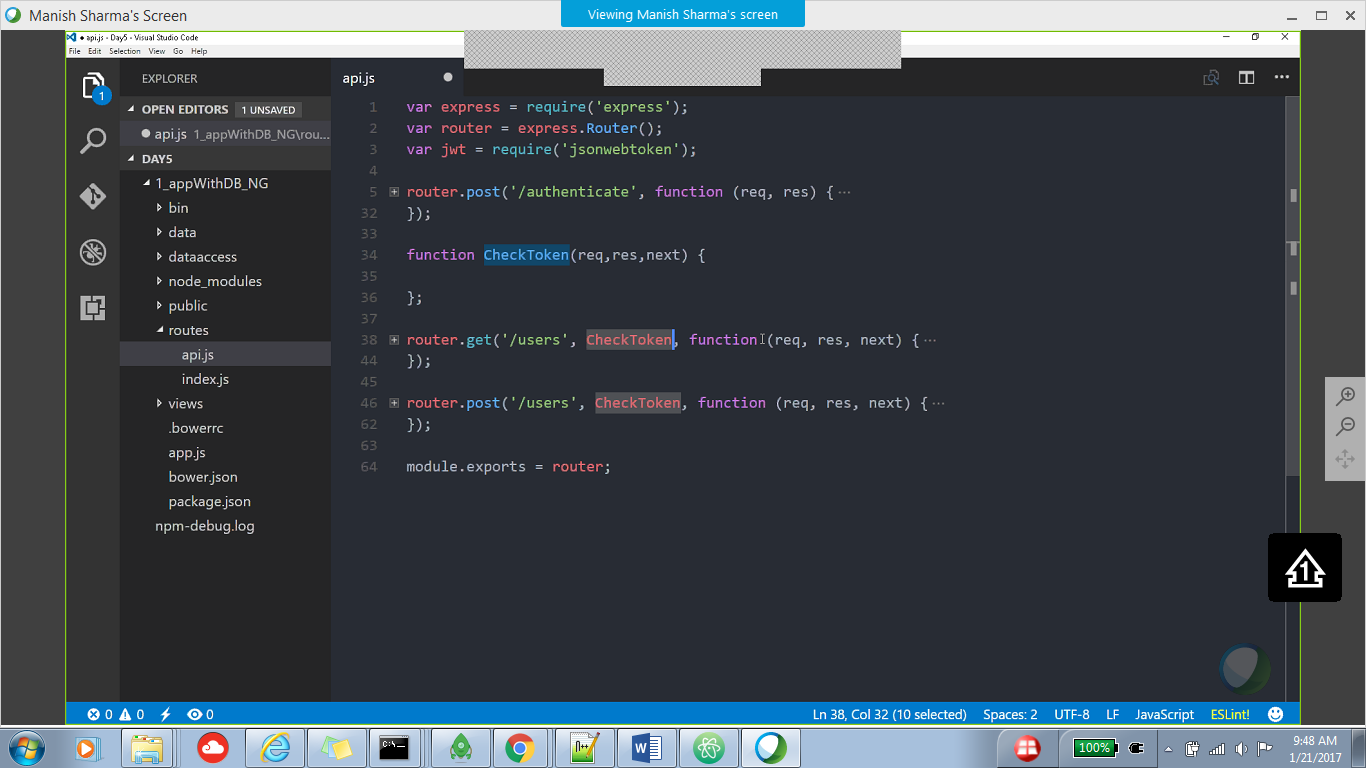 Manish Sharma's Screen
Viewing Manish Sharma's screen
● api.js - Day5 - Visual Studio Code
File Edit Selection View Go Help
EXPLORER
OPEN EDITORS 1 UNSAVED
api.js 1_appWithDB_NG\rou...
DAY5
1_appWithDB_NG
bin
data
dataaccess
node_modules
public
routes
api.js
index.js
views
.bowerrc
app.js
bower.json
package.json
npm-debug.log
1
api.js
1 var express = require('express');
2 var router = express.Router();
3 var jwt = require('jsonwebtoken');
4
5 router.post('/authenticate', function (req, res) { ...
32 });
33
34 function CheckToken(req,res,next) {
35
36 };
37
38 router.get('/users', CheckToken, function (req, res, next) { ...
44 });
45
46 router.post('/users', CheckToken, function (req, res, next) { ...
62 });
63
64 module.exports = router;
1
0 0 0
Ln 38, Col 32 (10 selected) Spaces: 2 UTF-8 LF JavaScript ESLint!
100%
9:48 AM
1/21/2017